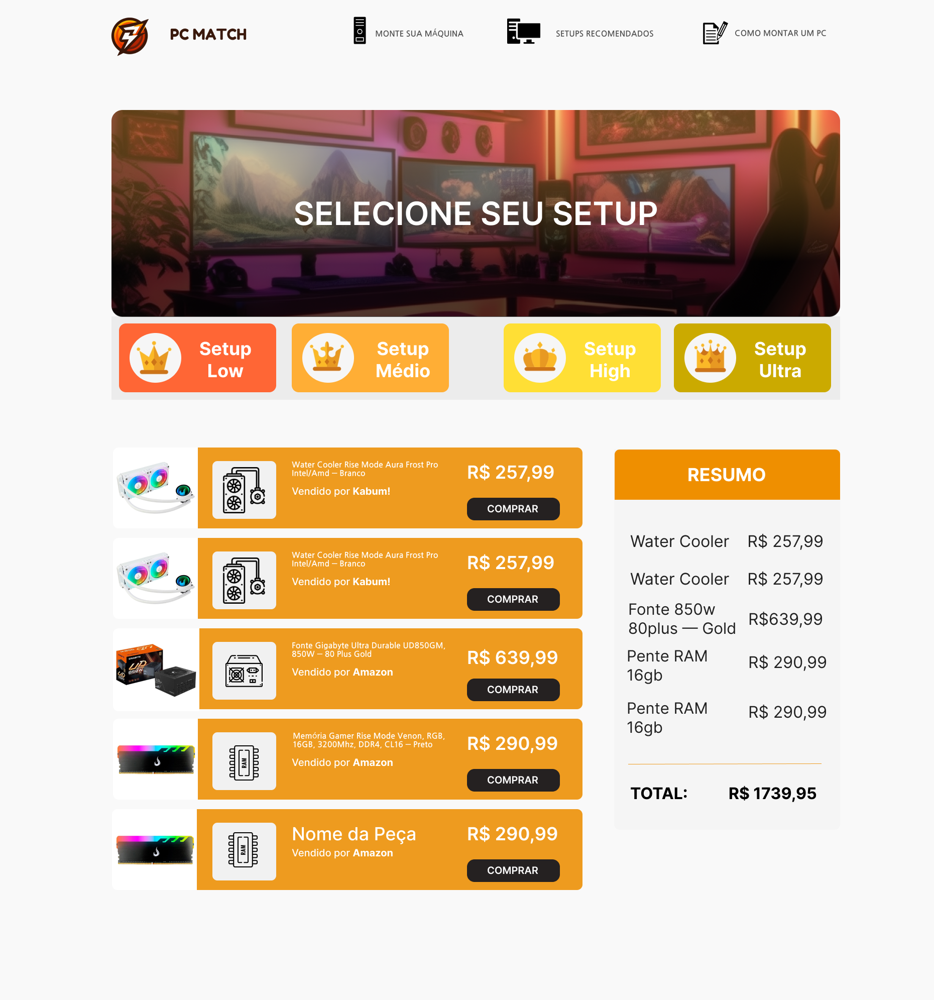 PC MATCH
MONTE SUA MÁQUINA
SETUPS RECOMENDADOS
COMO MONTAR UM PC
SELECIONE SEU SETUP
Setup
Low
Setup
Médio
Setup
High
Setup
Ultra
Water Cooler Rise Mode Aura Frost Pro
Intel/Amd – Branco
Vendido por Kabum!
R$ 257,99
COMPRAR
Water Cooler Rise Mode Aura Frost Pro
Intel/Amd – Branco
Vendido por Kabum!
R$ 257,99
COMPRAR
GIGABYTE
UD
850W
Fonte Gigabyte Ultra Durable UD850GM,
850W – 80 Plus Gold
Vendido por Amazon
R$ 639,99
COMPRAR
RAM
Memória Gamer Rise Mode Venon, RGB,
16GB, 3200Mhz, DDR4, CL16 – Preto
Vendido por Amazon
R$ 290,99
COMPRAR
RAM
Nome da Peça
Vendido por Amazon
R$ 290,99
COMPRAR
RESUMO
Water Cooler R$ 257,99
Water Cooler R$ 257,99
Fonte 850w
80plus — Gold
R$639,99
Pente RAM
16gb
R$ 290,99
Pente RAM
16gb
R$ 290,99
TOTAL: R$ 1739,95